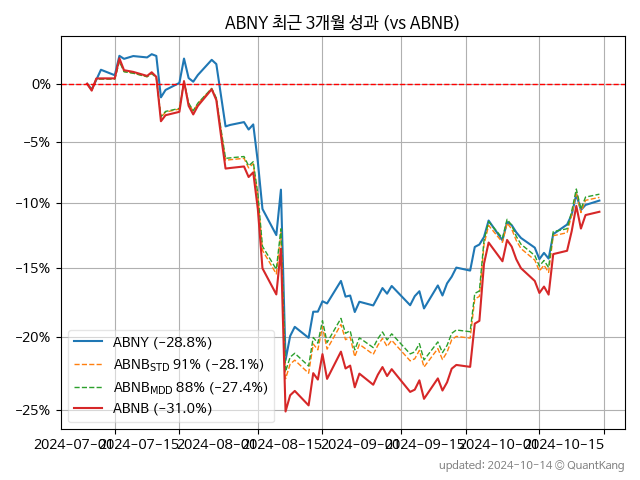 ABNY 최근 3개월 성과 (vs ABNB)
0%
−5%
−10%
−15%
−20%
−25%
ABNY (−28.8%)
ABNB_STD 91% (−28.1%)
ABNB_MDD 88% (−27.4%)
ABNB (−31.0%)
2024-07-01 2024-07-15 2024-08-01 2024-08-15 2024-09-01 2024-09-15 2024-10-01 2024-10-15
updated: 2024-10-14 © QuantKang